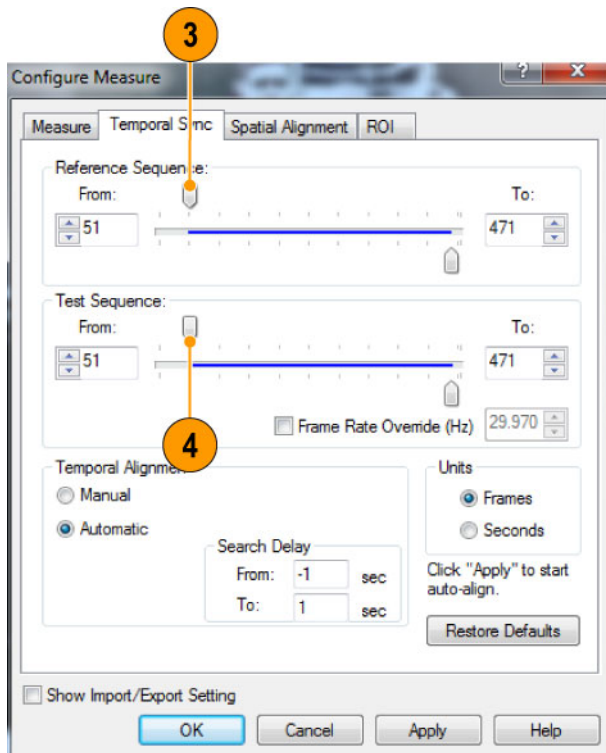 3
Configure Measure
Measure Temporal Sync Spatial Alignment ROI
Reference Sequence:
From: To:
51 471
Test Sequence:
From: To:
51 471
Frame Rate Override (Hz) 29.970
4
Temporal Alignmen
Units
Manual
Frames
Automatic
Seconds
Search Delay
From: -1 sec
To: 1 sec
Click "Apply" to start
auto-align.
Restore Defaults
Show Import/Export Setting
OK Cancel Apply Help